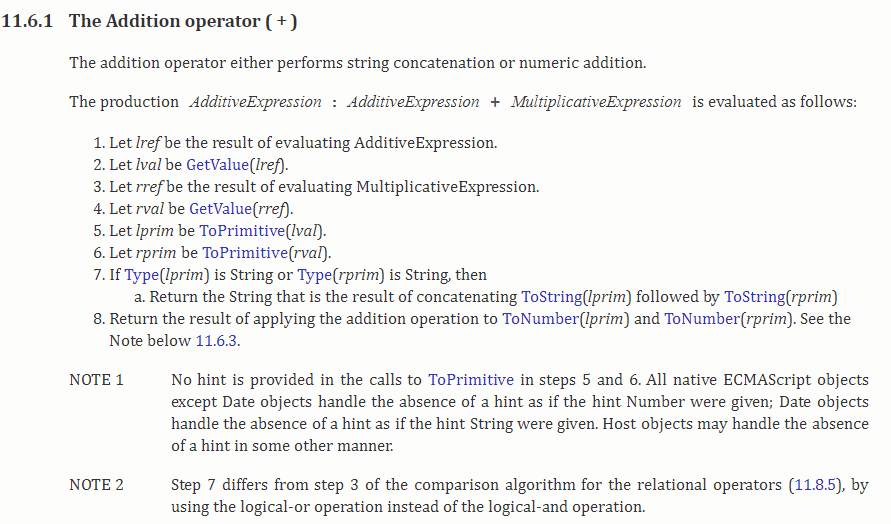 11.6.1 The Addition operator ( + )
The addition operator either performs string concatenation or numeric addition.
The production AdditiveExpression : AdditiveExpression + MultiplicativeExpression is evaluated as follows:
1. Let lref be the result of evaluating AdditiveExpression.
2. Let lval be GetValue(lref).
3. Let rref be the result of evaluating MultiplicativeExpression.
4. Let rval be GetValue(rref).
5. Let lprim be ToPrimitive(lval).
6. Let rprim be ToPrimitive(rval).
7. If Type(lprim) is String or Type(rprim) is String, then
a. Return the String that is the result of concatenating ToString(lprim) followed by ToString(rprim)
8. Return the result of applying the addition operation to ToNumber(lprim) and ToNumber(rprim). See the
Note below 11.6.3.
NOTE 1 No hint is provided in the calls to ToPrimitive in steps 5 and 6. All native ECMAScript objects
except Date objects handle the absence of a hint as if the hint Number were given; Date objects
handle the absence of a hint as if the hint String were given. Host objects may handle the absence
of a hint in some other manner.
NOTE 2 Step 7 differs from step 3 of the comparison algorithm for the relational operators (11.8.5), by
using the logical-or operation instead of the logical-and operation.